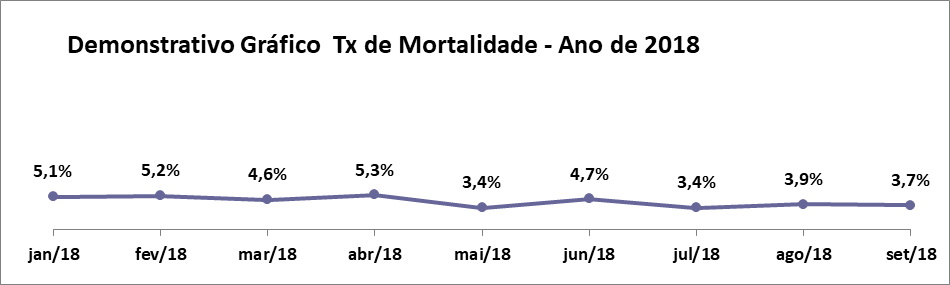 Demonstrativo Gráfico  Tx de Mortalidade - Ano de 2018
5,1% 5,2% 4,6% 5,3% 3,4% 4,7% 3,4% 3,9% 3,7%
jan/18 fev/18 mar/18 abr/18 mai/18 jun/18 jul/18 ago/18 set/18